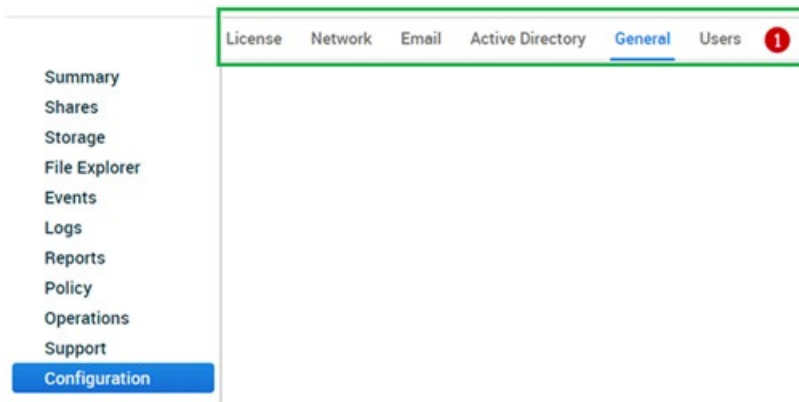 License Network Email Active Directory General Users 1
Summary
Shares
Storage
File Explorer
Events
Logs
Reports
Policy
Operations
Support
Configuration